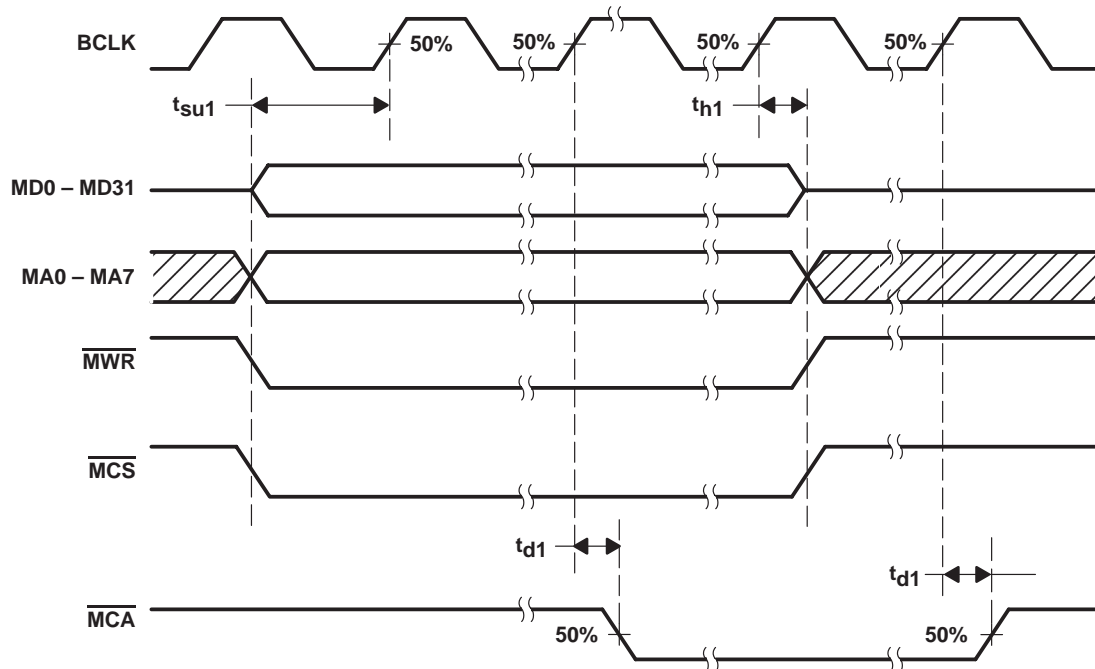 BCLK
50%
50%
50%
50%
tsu1
th1
MD0 – MD31
MA0 – MA7
MWR
MCS
td1
td1
MCA
50%
50%